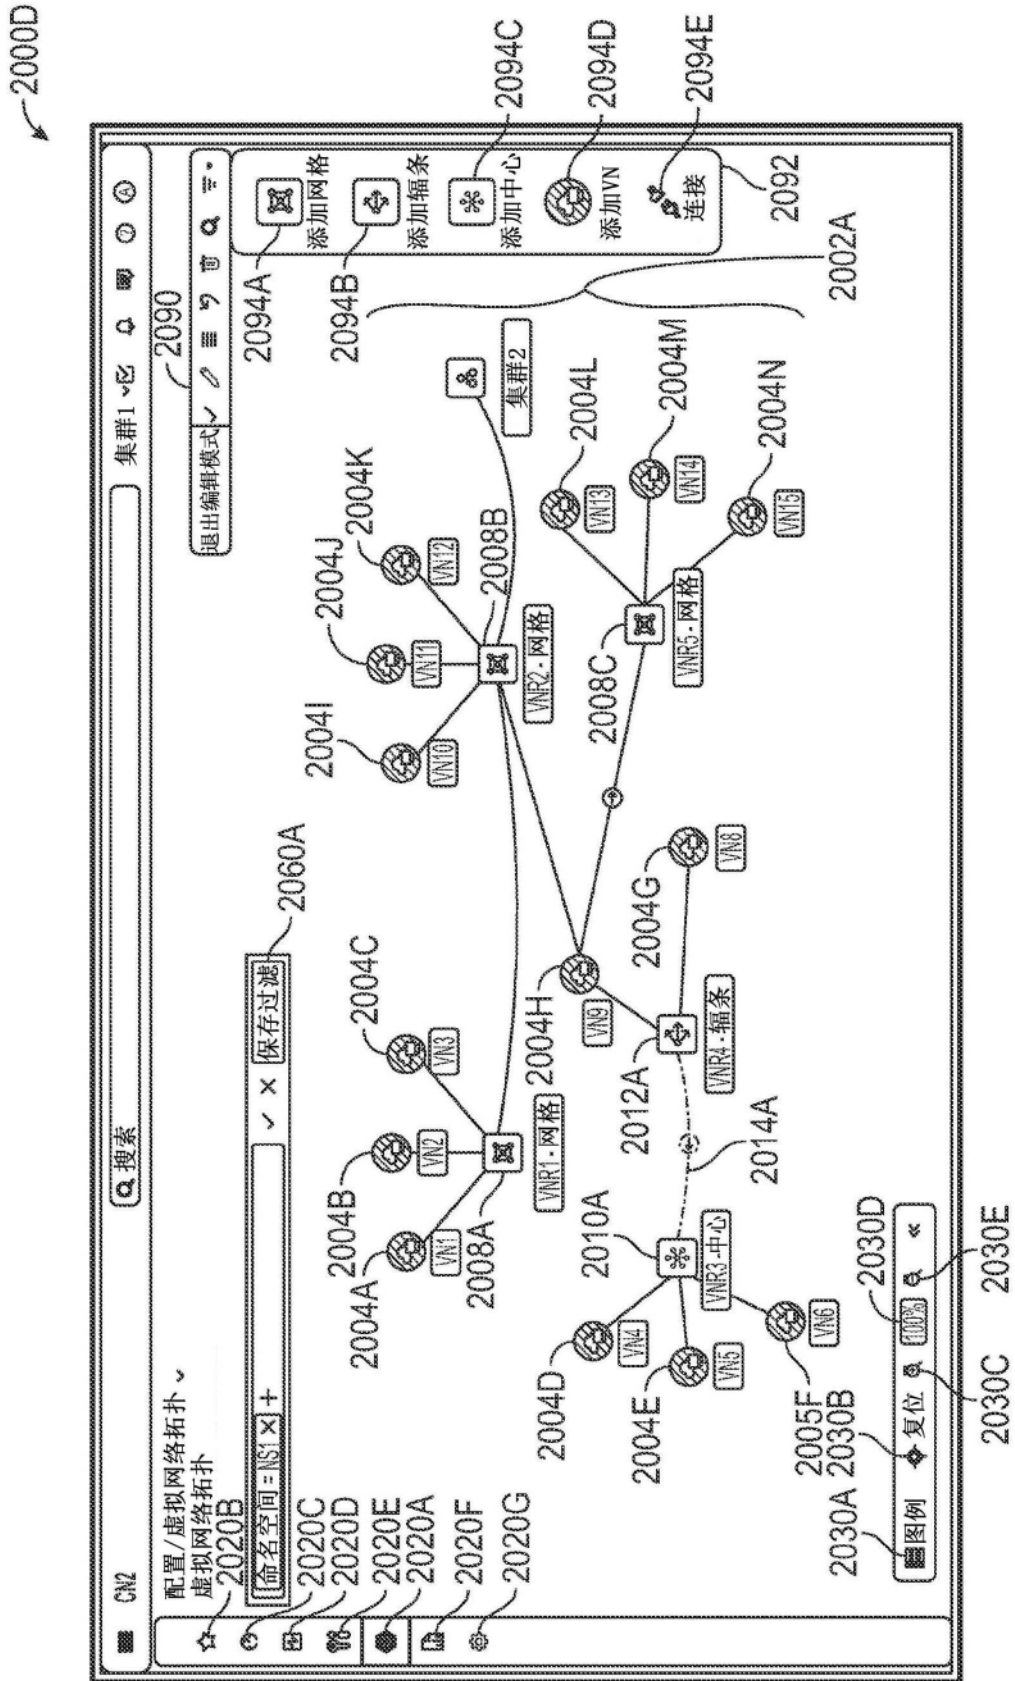 2000D
CN2
搜索
集群1
配置/虚拟网络拓扑
虚拟网络拓扑
2090
退出编辑模式
命名空间=NS1 × +
保存过滤
2060A
2020B
2020C
2020D
2020E
2020A
2020F
2020G
2094A
添加网格
2094B
添加辐条
2094C
添加中心
2094D
添加VN
2094E
连接
2092
2002A
2004A
VN1
2004B
VN2
2004C
VN3
2008A
VNR1-网格
2004I
VN10
2004J
VN11
2004K
VN12
2008B
VNR2-网格
集群2
2004L
VN13
2004M
VN14
2004N
VN15
2008C
VNR5-网格
2004H
VN9
2004G
VN8
2012A
VNR4-辐条
2014A
2010A
VNR3-中心
2004D
VN4
2004E
VN5
2005F
VN6
2030A
图例
2030B
复位
2030C
100%
2030D
2030E